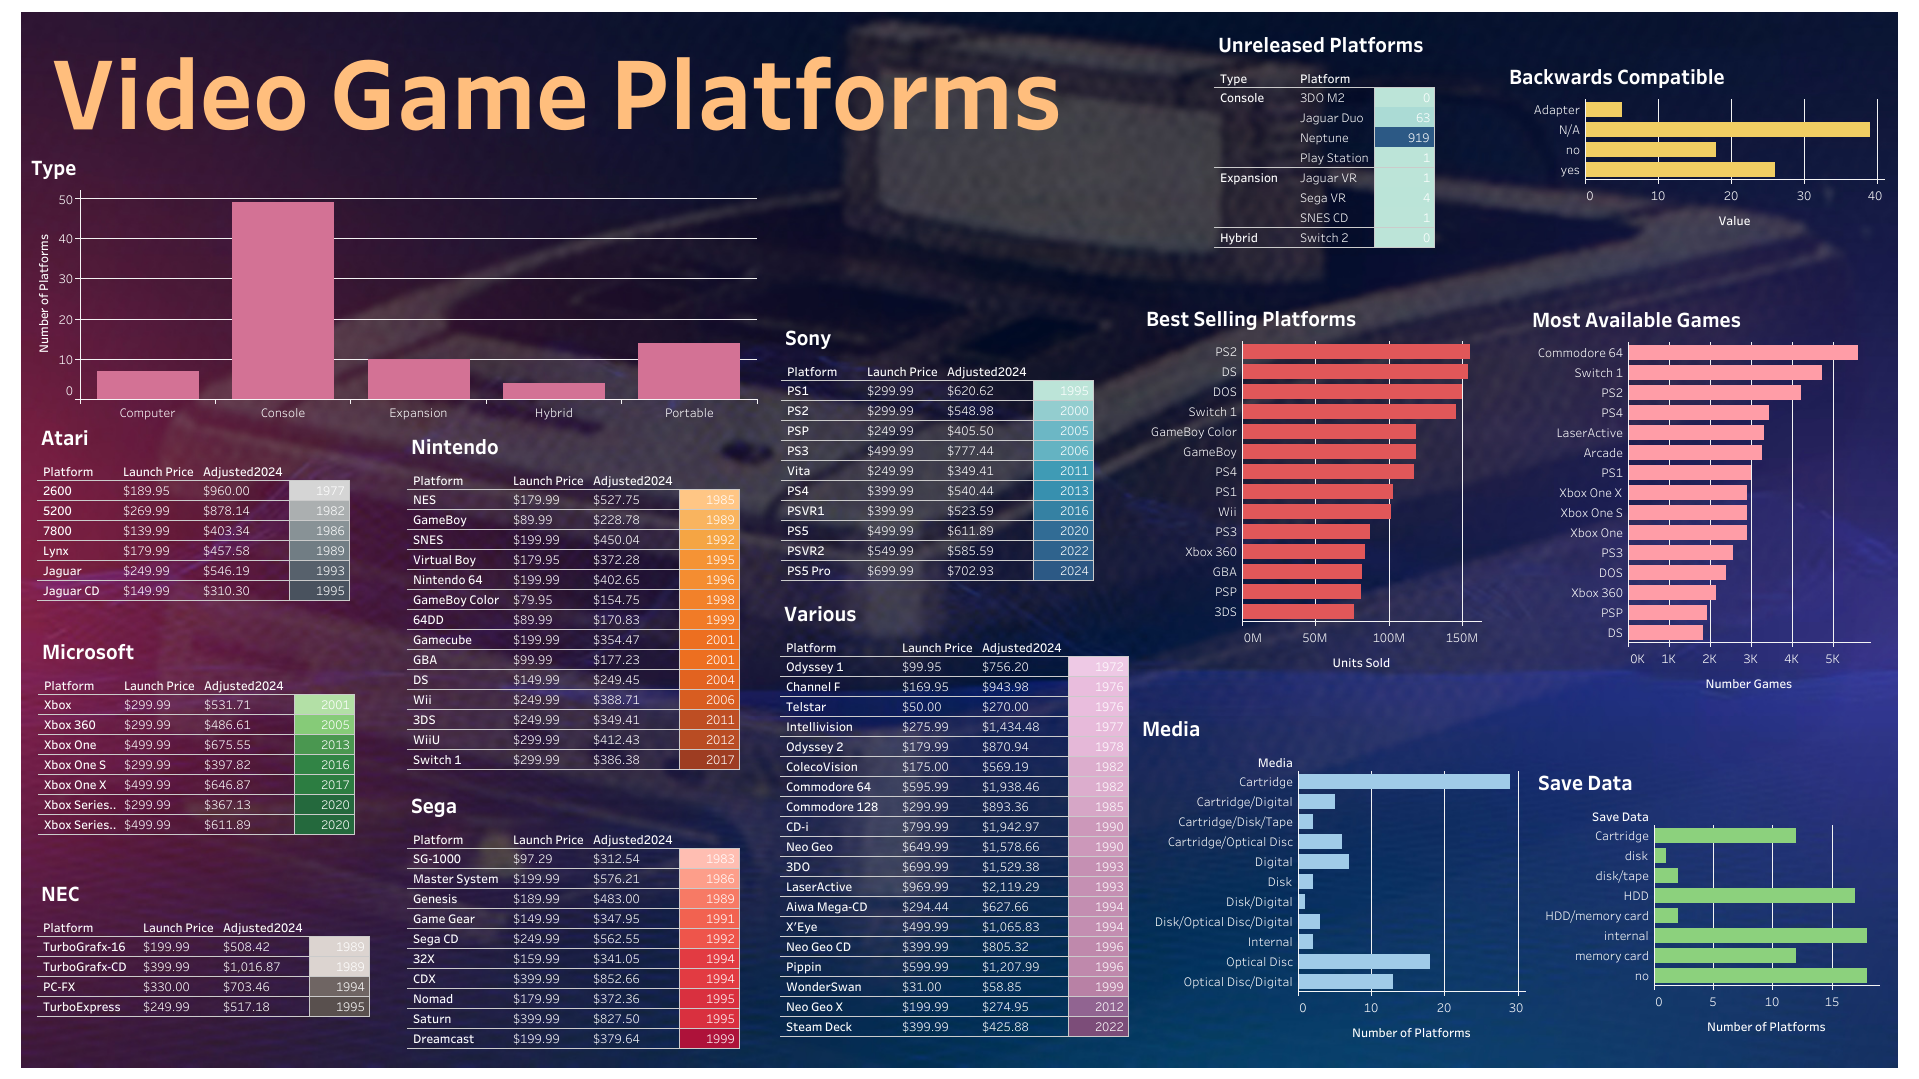 Video Game Platforms
Type
Number of Platforms
50
40
30
20
10
0
Computer Console Expansion Hybrid Portable
Unreleased Platforms
Type Platform
Console 3DO M2 0
Jaguar Duo 63
Neptune 919
Play Station 1
Expansion Jaguar VR 1
Sega VR 4
SNES CD 1
Hybrid Switch 2 0
Backwards Compatible
Adapter
N/A
no
yes
0 10 20 30 40
Value
Atari
Platform Launch Price Adjusted2024
2600 $189.95 $960.00 1977
5200 $269.99 $878.14 1982
7800 $139.99 $403.34 1986
Lynx $179.99 $457.58 1989
Jaguar $249.99 $546.19 1993
Jaguar CD $149.99 $310.30 1995
Microsoft
Platform Launch Price Adjusted2024
Xbox $299.99 $531.71 2001
Xbox 360 $299.99 $486.61 2005
Xbox One $499.99 $675.55 2013
Xbox One S $299.99 $397.82 2016
Xbox One X $499.99 $646.87 2017
Xbox Series.. $299.99 $367.13 2020
Xbox Series.. $499.99 $611.89 2020
NEC
Platform Launch Price Adjusted2024
TurboGrafx-16 $199.99 $508.42 1989
TurboGrafx-CD $399.99 $1,016.87 1989
PC-FX $330.00 $703.46 1994
TurboExpress $249.99 $517.18 1995
Nintendo
Platform Launch Price Adjusted2024
NES $179.99 $527.75 1985
GameBoy $89.99 $228.78 1989
SNES $199.99 $450.04 1992
Virtual Boy $179.95 $372.28 1995
Nintendo 64 $199.99 $402.65 1996
GameBoy Color $79.95 $154.75 1998
64DD $89.99 $170.83 1999
Gamecube $199.99 $354.47 2001
GBA $99.99 $177.23 2001
DS $149.99 $249.45 2004
Wii $249.99 $388.71 2006
3DS $249.99 $349.41 2011
WiiU $299.99 $412.43 2012
Switch 1 $299.99 $386.38 2017
Sega
Platform Launch Price Adjusted2024
SG-1000 $97.29 $312.54 1983
Master System $199.99 $576.21 1986
Genesis $189.99 $483.00 1989
Game Gear $149.99 $347.95 1991
Sega CD $249.99 $562.55 1992
32X $159.99 $341.05 1994
CDX $399.99 $852.66 1994
Nomad $179.99 $372.36 1995
Saturn $399.99 $827.50 1995
Dreamcast $199.99 $379.64 1999
Sony
Platform Launch Price Adjusted2024
PS1 $299.99 $620.62 1995
PS2 $299.99 $548.98 2000
PSP $249.99 $405.50 2005
PS3 $499.99 $777.44 2006
Vita $249.99 $349.41 2011
PS4 $399.99 $540.44 2013
PSVR1 $399.99 $523.59 2016
PS5 $499.99 $611.89 2020
PSVR2 $549.99 $585.59 2022
PS5 Pro $699.99 $702.93 2024
Various
Platform Launch Price Adjusted2024
Odyssey 1 $99.95 $756.20 1972
Channel F $169.95 $943.98 1976
Telstar $50.00 $270.00 1976
Intellivision $275.99 $1,434.48 1977
Odyssey 2 $179.99 $870.94 1978
ColecoVision $175.00 $569.19 1982
Commodore 64 $595.99 $1,938.46 1982
Commodore 128 $299.99 $893.36 1985
CD-i $799.99 $1,942.97 1990
Neo Geo $649.99 $1,578.66 1990
3DO $699.99 $1,529.38 1993
LaserActive $969.99 $2,119.29 1993
Aiwa Mega-CD $294.44 $627.66 1994
X'Eye $499.99 $1,065.83 1994
Neo Geo CD $399.99 $805.32 1996
Pippin $599.99 $1,207.99 1996
WonderSwan $31.00 $58.85 1999
Neo Geo X $199.99 $274.95 2012
Steam Deck $399.99 $425.88 2022
Best Selling Platforms
PS2
DS
DOS
Switch 1
GameBoy Color
GameBoy
PS4
PS1
Wii
PS3
Xbox 360
GBA
PSP
3DS
0M 50M 100M 150M
Units Sold
Most Available Games
Commodore 64
Switch 1
PS2
PS4
LaserActive
Arcade
PS1
Xbox One X
Xbox One S
Xbox One
PS3
DOS
Xbox 360
PSP
DS
0K 1K 2K 3K 4K 5K
Number Games
Media
Media
Cartridge
Cartridge/Digital
Cartridge/Disk/Tape
Cartridge/Optical Disc
Digital
Disk
Disk/Digital
Disk/Optical Disc/Digital
Internal
Optical Disc
Optical Disc/Digital
0 10 20 30
Number of Platforms
Save Data
Save Data
Cartridge
disk
disk/tape
HDD
HDD/memory card
internal
memory card
no
0 5 10 15
Number of Platforms